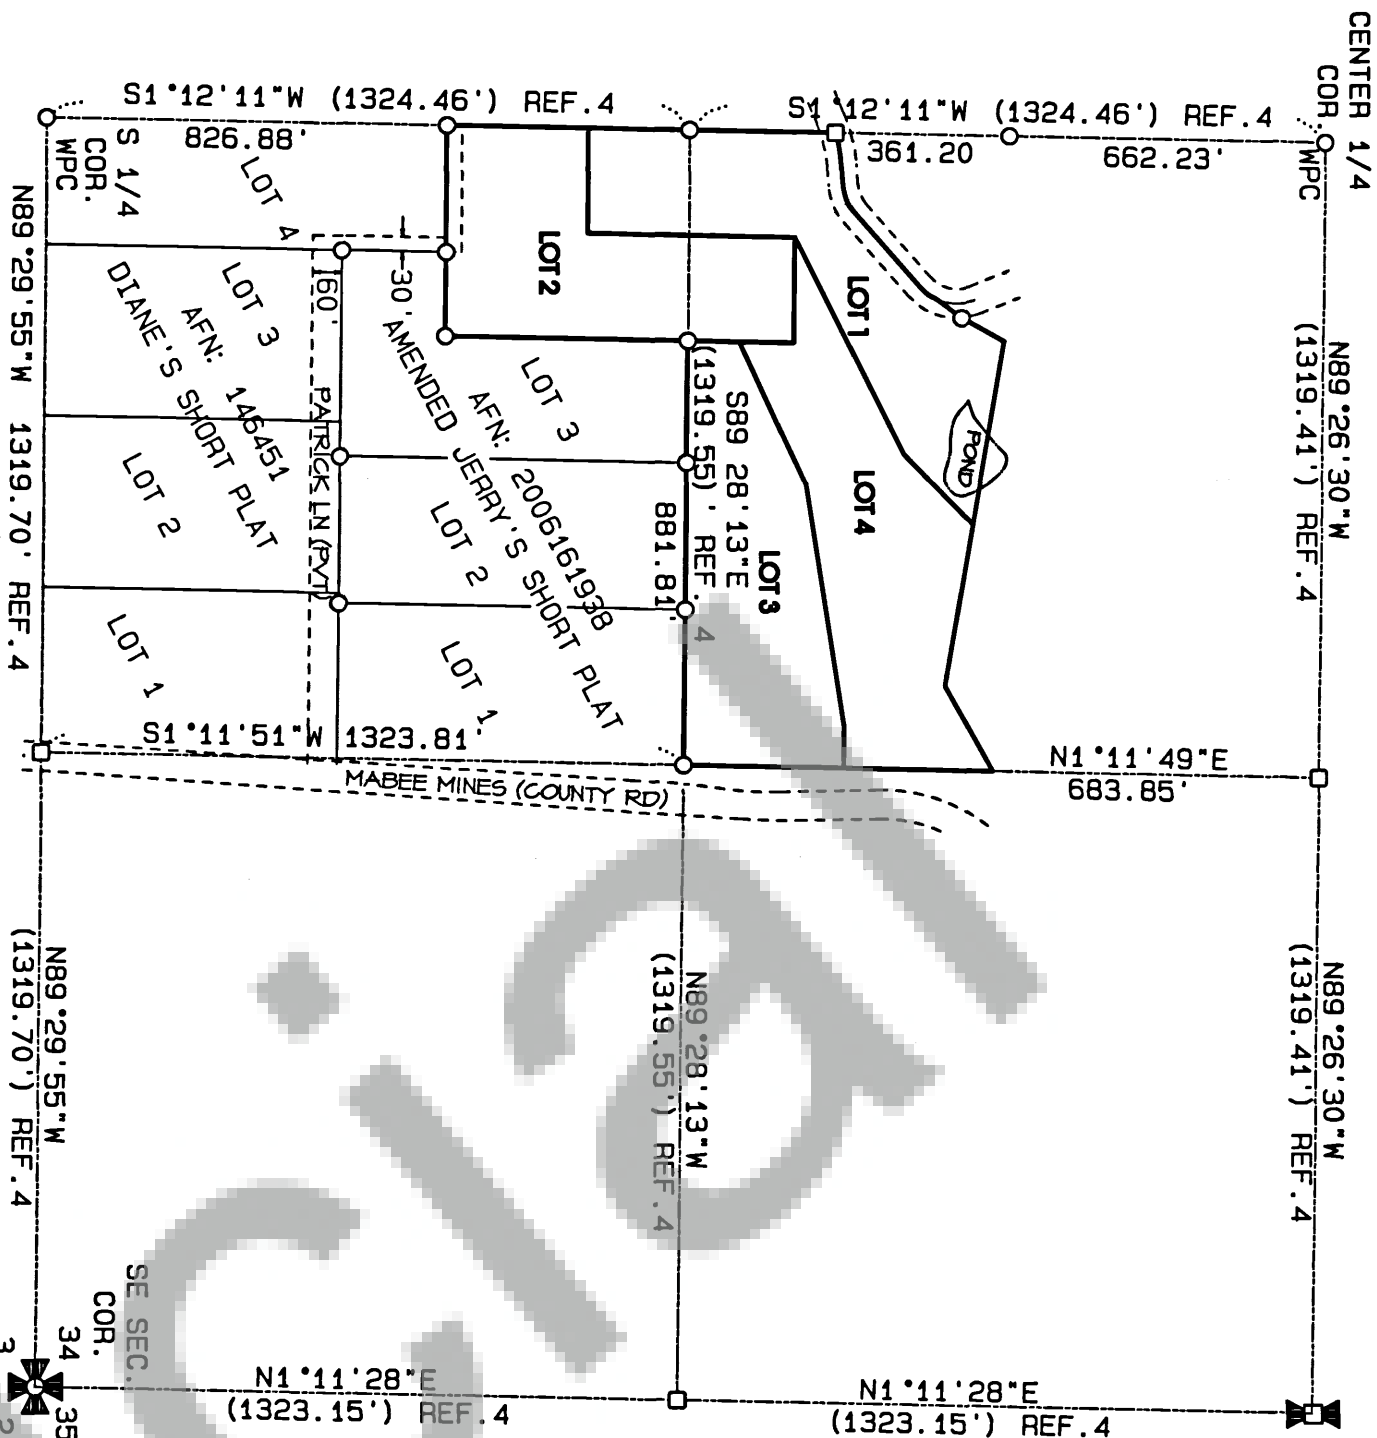 CENTER 1/4
COR
WPC
S1°12'11"W (1324.46') REF.4
S1°12'11"W (1324.46') REF.4
826.88'
361.20
662.23'
S 1/4
COR.
WPC
N89°26'30"W
(1319.41') REF.4
LOT 1
LOT 2
LOT 3
LOT 4
POND
S89 28'13"E
(1319.55)' REF.4
881.81'
LOT 4
LOT 3
LOT 2
LOT 1
DIANE'S SHORT PLAT
AFN: 146451
60'
30'
PATRICK LN (PVT)
LOT 3
LOT 2
LOT 1
AMENDED JERRY'S SHORT PLAT
AFN: 2006161938
N89°29'55"W 1319.70' REF.4
S1°11'51"W 1323.81'
N1°11'49"E
683.85'
MABEE MINES (COUNTY RD)
N89°26'30"W
(1319.41') REF.4
N89°28'13"W
(1319.55') REF.4
N89°29'55"W
(1319.70') REF.4
SE SEC.
COR.
34
35
3
2
N1°11'28"E
(1323.15') REF.4
N1°11'28"E
(1323.15') REF.4